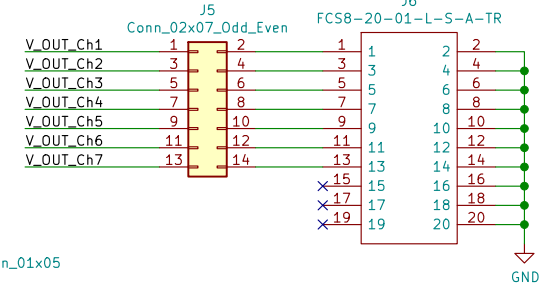 J5
J6
Conn_02x07_Odd_Even
FCS8-20-01-L-S-A-TR
V_OUT_Ch1 1 2 1 1 2 2
V_OUT_Ch2 3 4 3 3 4 4
V_OUT_Ch3 5 6 5 5 6 6
V_OUT_Ch4 7 8 7 7 8 8
V_OUT_Ch5 9 10 9 9 10 10
V_OUT_Ch6 11 12 11 11 12 12
V_OUT_Ch7 13 14 13 13 14 14
15 15 16 16
17 17 18 18
19 19 20 20
n_01x05
GND